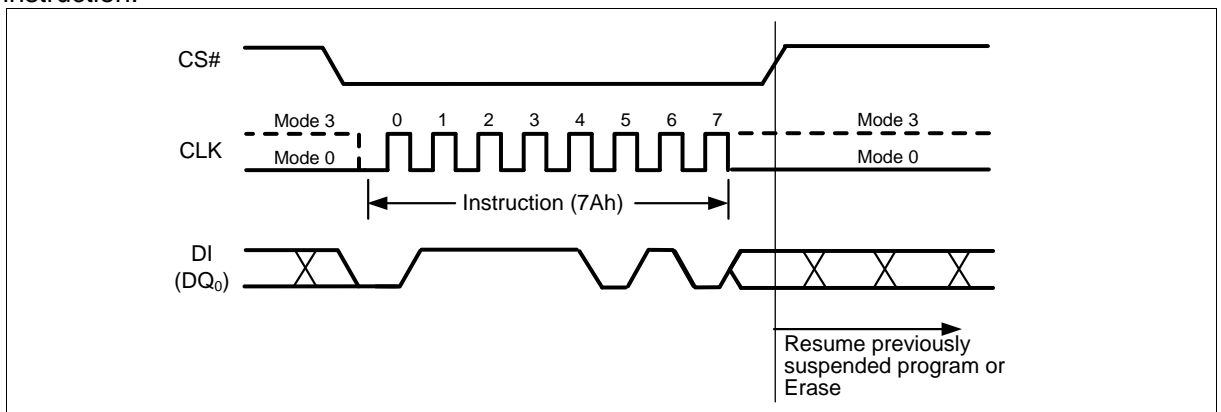 instruction.
CS#
Mode 3
0 1 2 3 4 5 6 7
Mode 3
CLK
Mode 0
Mode 0
Instruction (7Ah)
DI
(DQ₀)
Resume previously
suspended program or
Erase